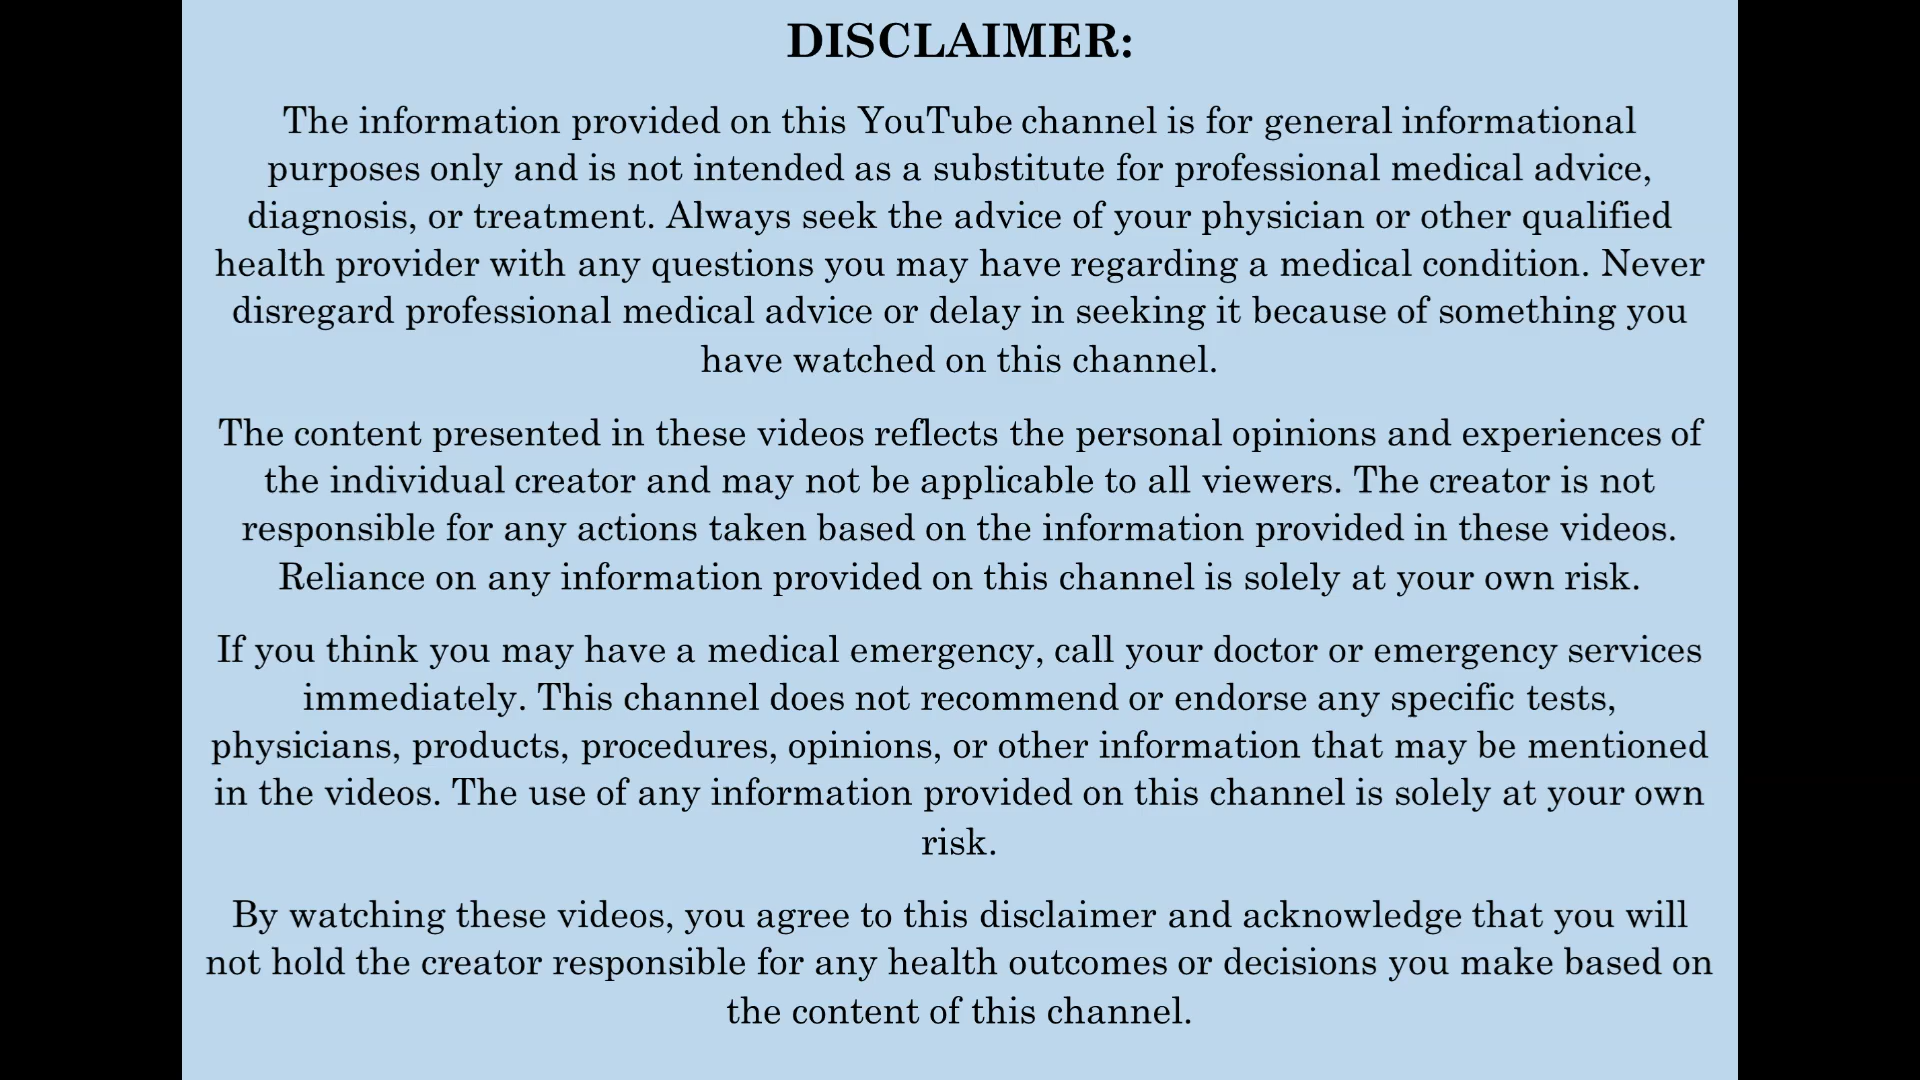 DISCLAIMER:
The information provided on this YouTube channel is for general informational
purposes only and is not intended as a substitute for professional medical advice,
diagnosis, or treatment. Always seek the advice of your physician or other qualified
health provider with any questions you may have regarding a medical condition. Never
disregard professional medical advice or delay in seeking it because of something you
have watched on this channel.
The content presented in these videos reflects the personal opinions and experiences of
the individual creator and may not be applicable to all viewers. The creator is not
responsible for any actions taken based on the information provided in these videos.
Reliance on any information provided on this channel is solely at your own risk.
If you think you may have a medical emergency, call your doctor or emergency services
immediately. This channel does not recommend or endorse any specific tests,
physicians, products, procedures, opinions, or other information that may be mentioned
in the videos. The use of any information provided on this channel is solely at your own
risk.
By watching these videos, you agree to this disclaimer and acknowledge that you will
not hold the creator responsible for any health outcomes or decisions you make based on
the content of this channel.